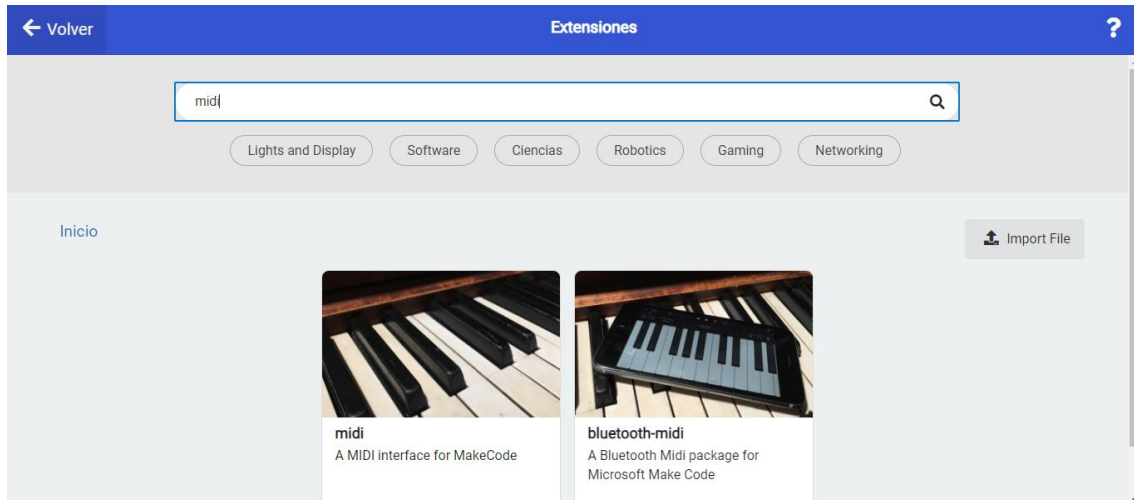 Volver
Extensiones
?
midi
Lights and Display
Software
Ciencias
Robotics
Gaming
Networking
Inicio
Import File
midi
A MIDI interface for MakeCode
bluetooth-midi
A Bluetooth Midi package for
Microsoft Make Code